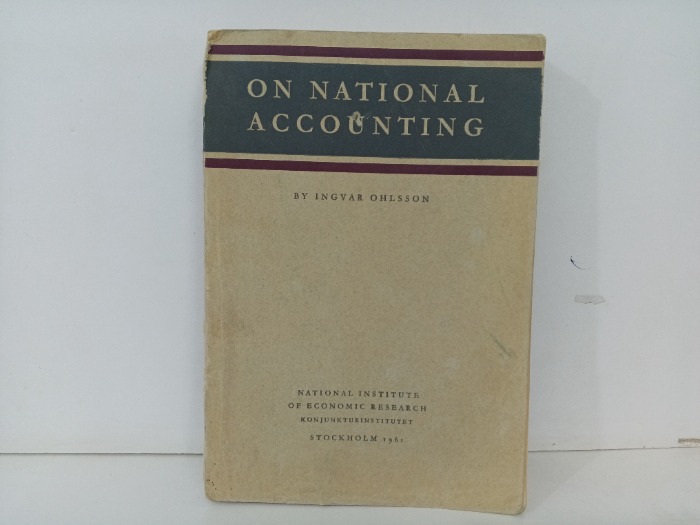 ON NATIONAL
ACCOUNTING
BY INGVAR OHLSSON
NATIONAL INSTITUTE
OF ECONOMIC RESEARCH
KONJUNKTURINSTITUTET
STOCKHOLM 1961